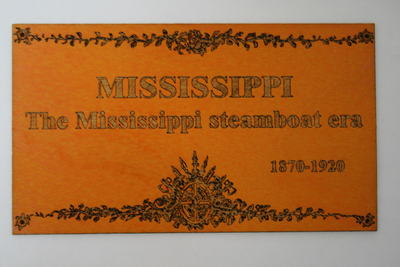 MISSISSIPPI
The Mississippi steamboat era
1870-1920